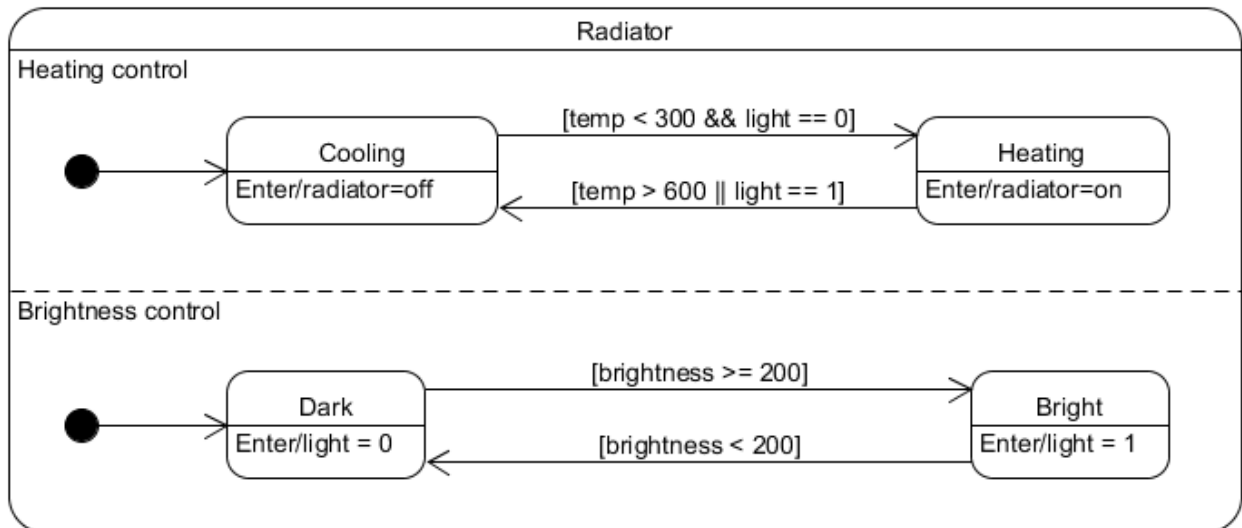 Radiator
Heating control
[temp < 300 && light == 0]
Cooling
Heating
Enter/radiator=off
[temp > 600 || light == 1]
Enter/radiator=on
Brightness control
[brightness >= 200]
Dark
Bright
Enter/light = 0
[brightness < 200]
Enter/light = 1